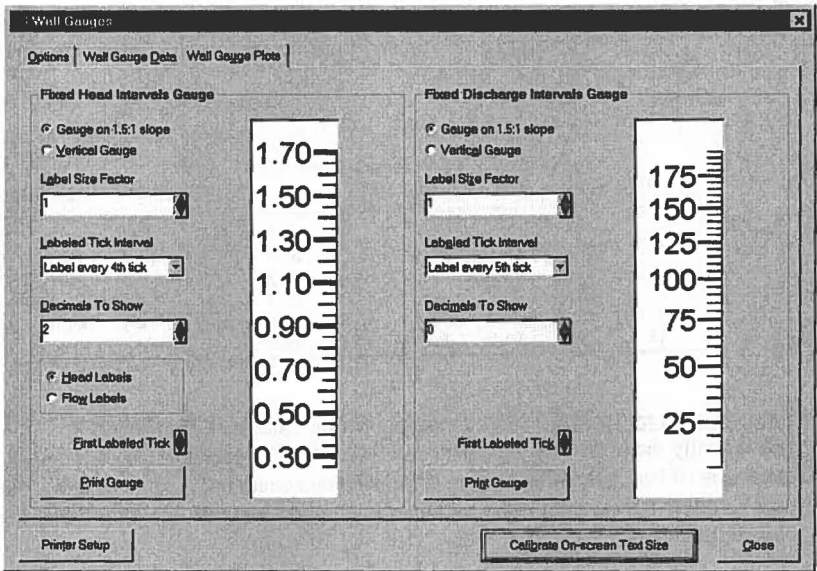 Wall Gauges
Options
Wall Gauge Data
Wall Gauge Plots
Fixed Head Intervals Gauge
Gauge on 1.5:1 slope
Vertical Gauge
Label Size Factor
1
Labeled Tick Interval
Label every 4th tick
Decimals To Show
2
Head Labels
Flow Labels
First Labeled Tick
Print Gauge
1.70
1.50
1.30
1.10
0.90
0.70
0.50
0.30
Fixed Discharge Intervals Gauge
Gauge on 1.5:1 slope
Vertical Gauge
Label Size Factor
1
Labeled Tick Interval
Label every 5th tick
Decimals To Show
0
First Labeled Tick
Print Gauge
175
150
125
100
75
50
25
Printer Setup
Calibrate On-screen Text Size
Close